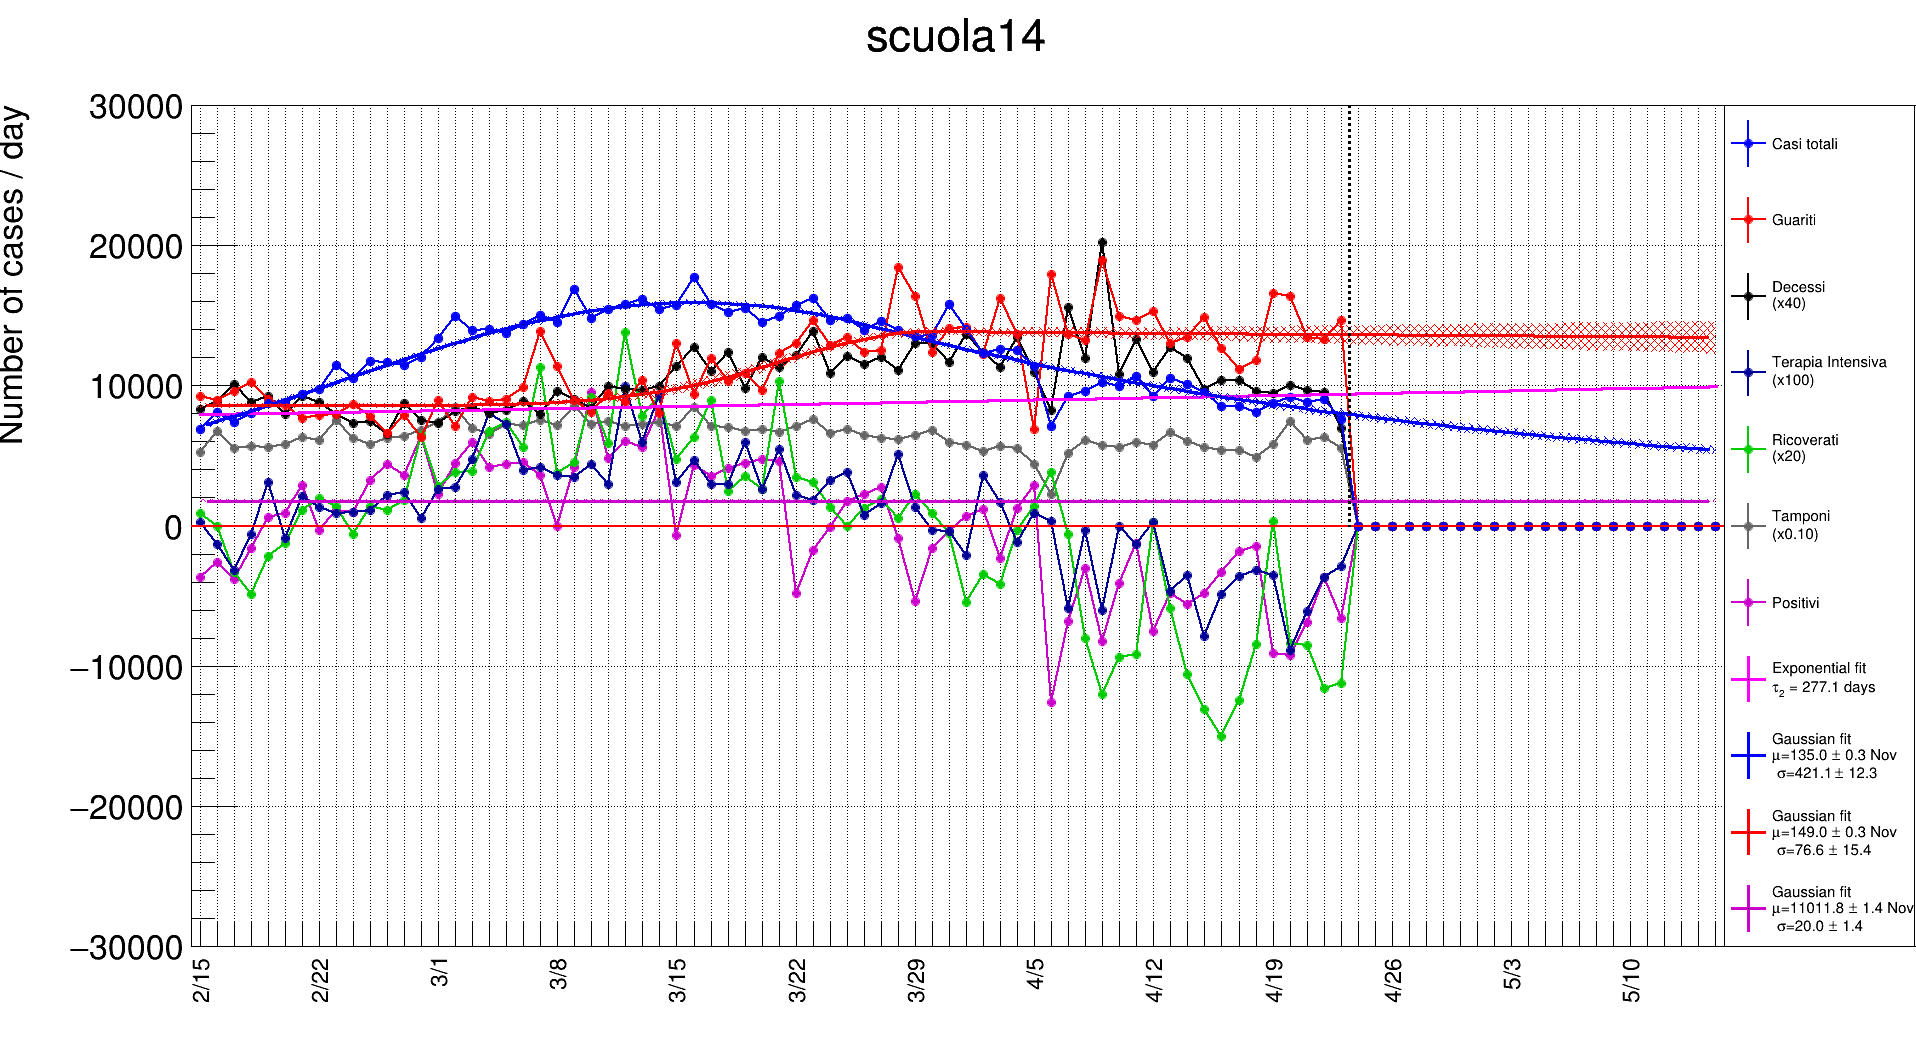 scuola14
Number of cases / day
30000
20000
10000
0
−10000
−20000
−30000
2/15
2/22
3/1
3/8
3/15
3/22
3/29
4/5
4/12
4/19
4/26
5/3
5/10
Casi totali
Guariti
Decessi
(x40)
Terapia Intensiva
(x100)
Ricoverati
(x20)
Tamponi
(x0.10)
Positivi
Exponential fit
τ2 = 277.1 days
Gaussian fit
μ=135.0 ± 0.3 Nov
σ=421.1 ± 12.3
Gaussian fit
μ=149.0 ± 0.3 Nov
σ=76.6 ± 15.4
Gaussian fit
μ=11011.8 ± 1.4 Nov
σ=20.0 ± 1.4